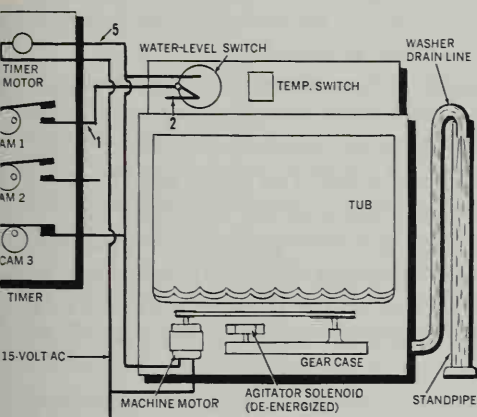 5
WATER-LEVEL SWITCH
WASHER
DRAIN LINE
TIMER
MOTOR
TEMP. SWITCH
2
AM 1
1
AM 2
TUB
CAM 3
TIMER
15-VOLT AC
GEAR CASE
MACHINE MOTOR
AGITATOR SOLENOID
(DE-ENERGIZED)
STANDPIPE